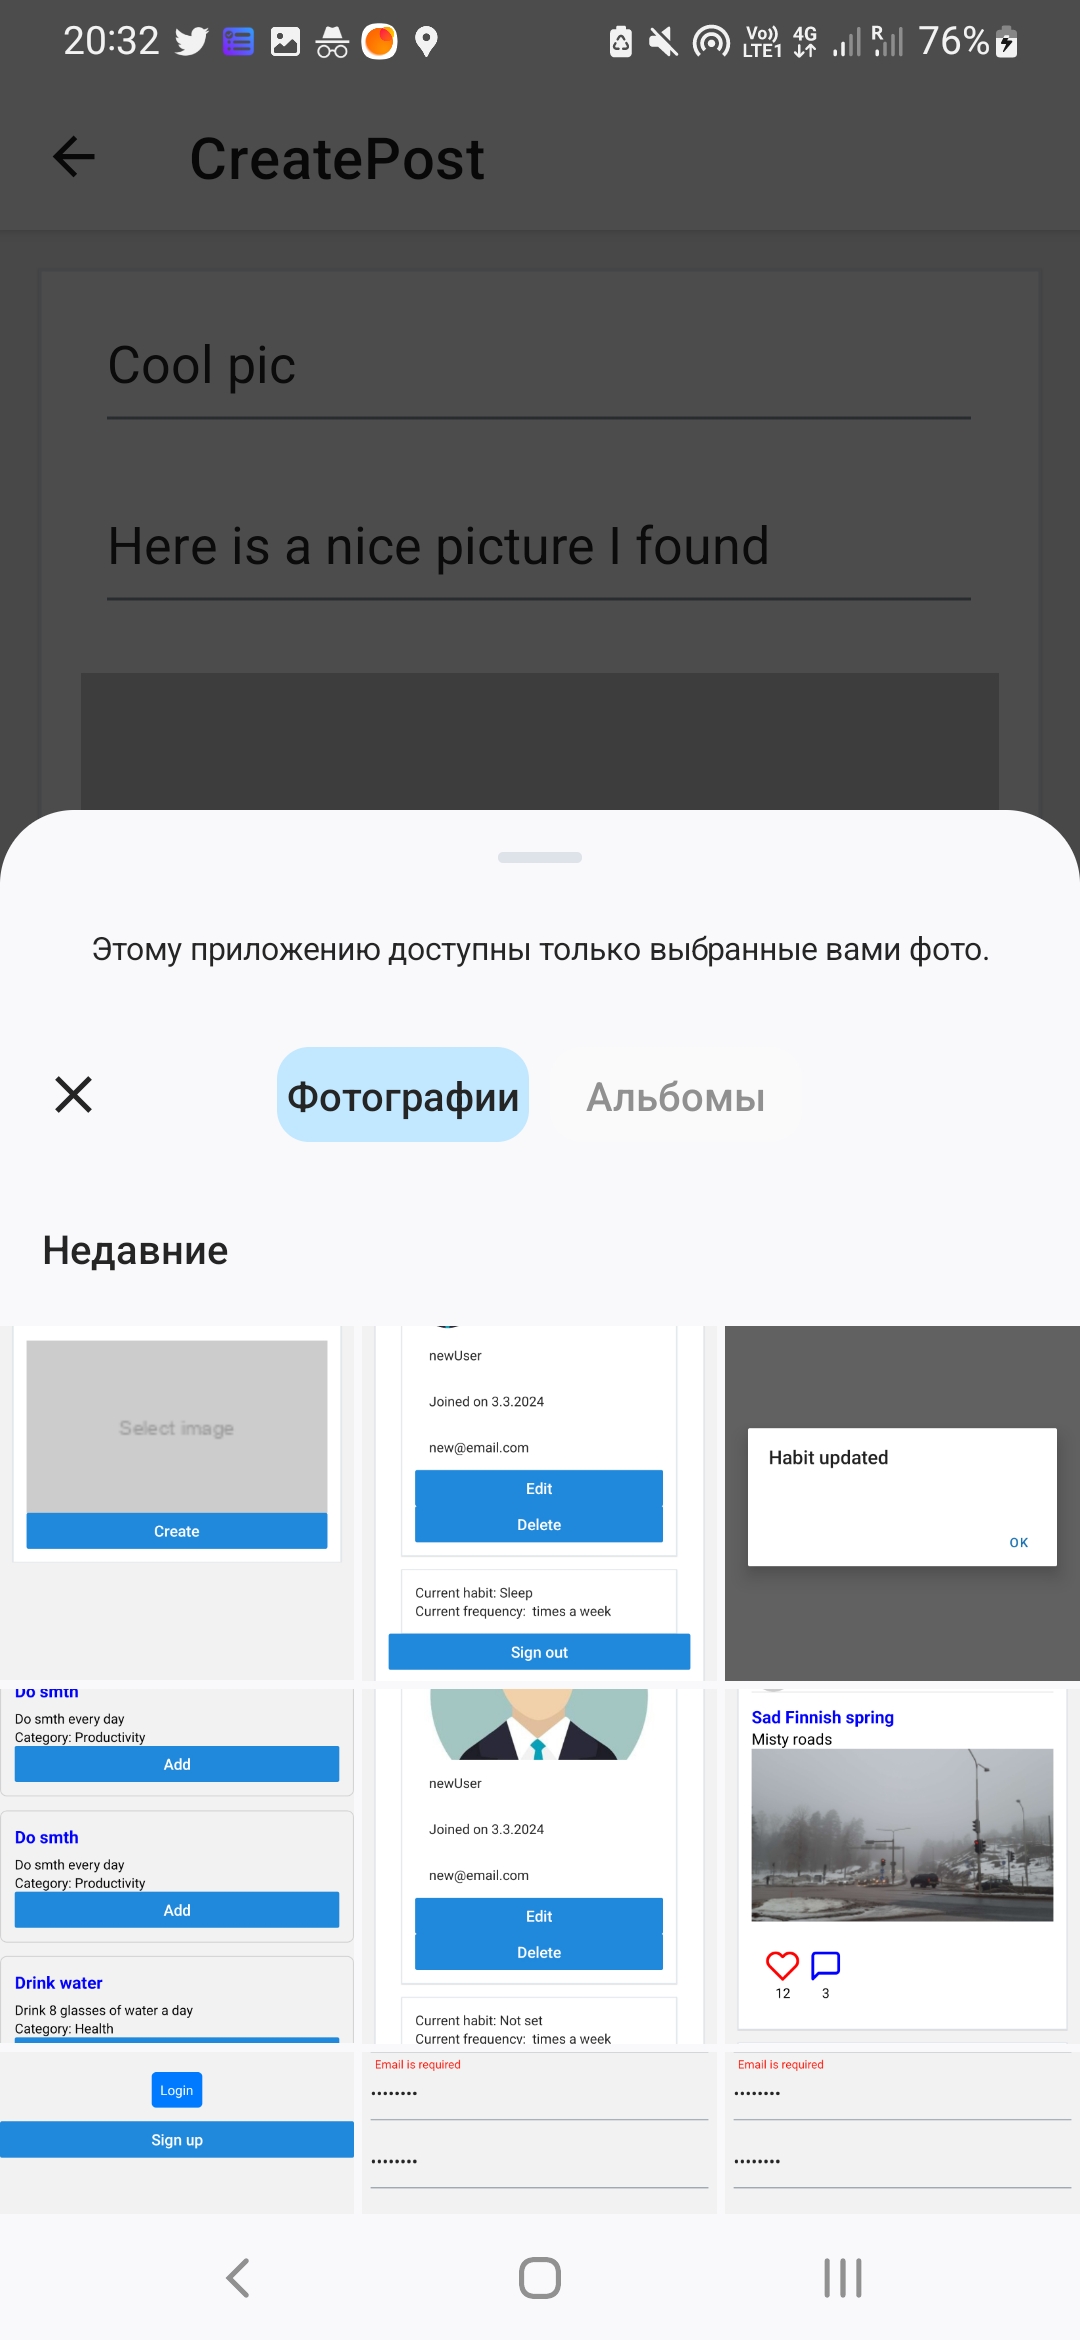 20:32
Vo)) LTE1 4G R 76%
CreatePost
Cool pic
Here is a nice picture I found
Этому приложению доступны только выбранные вами фото.
Фотографии Альбомы
Недавние
Select image
Create
newUser
Joined on 3.3.2024
new@email.com
Edit
Delete
Current habit: Sleep
Current frequency: times a week
Sign out
Habit updated
OK
Do smth
Do smth every day
Category: Productivity
Add
Do smth
Do smth every day
Category: Productivity
Add
Drink water
Drink 8 glasses of water a day
Category: Health
newUser
Joined on 3.3.2024
new@email.com
Edit
Delete
Current habit: Not set
Current frequency: times a week
Sad Finnish spring
Misty roads
12 3
Login
Sign up
Email is required
Email is required